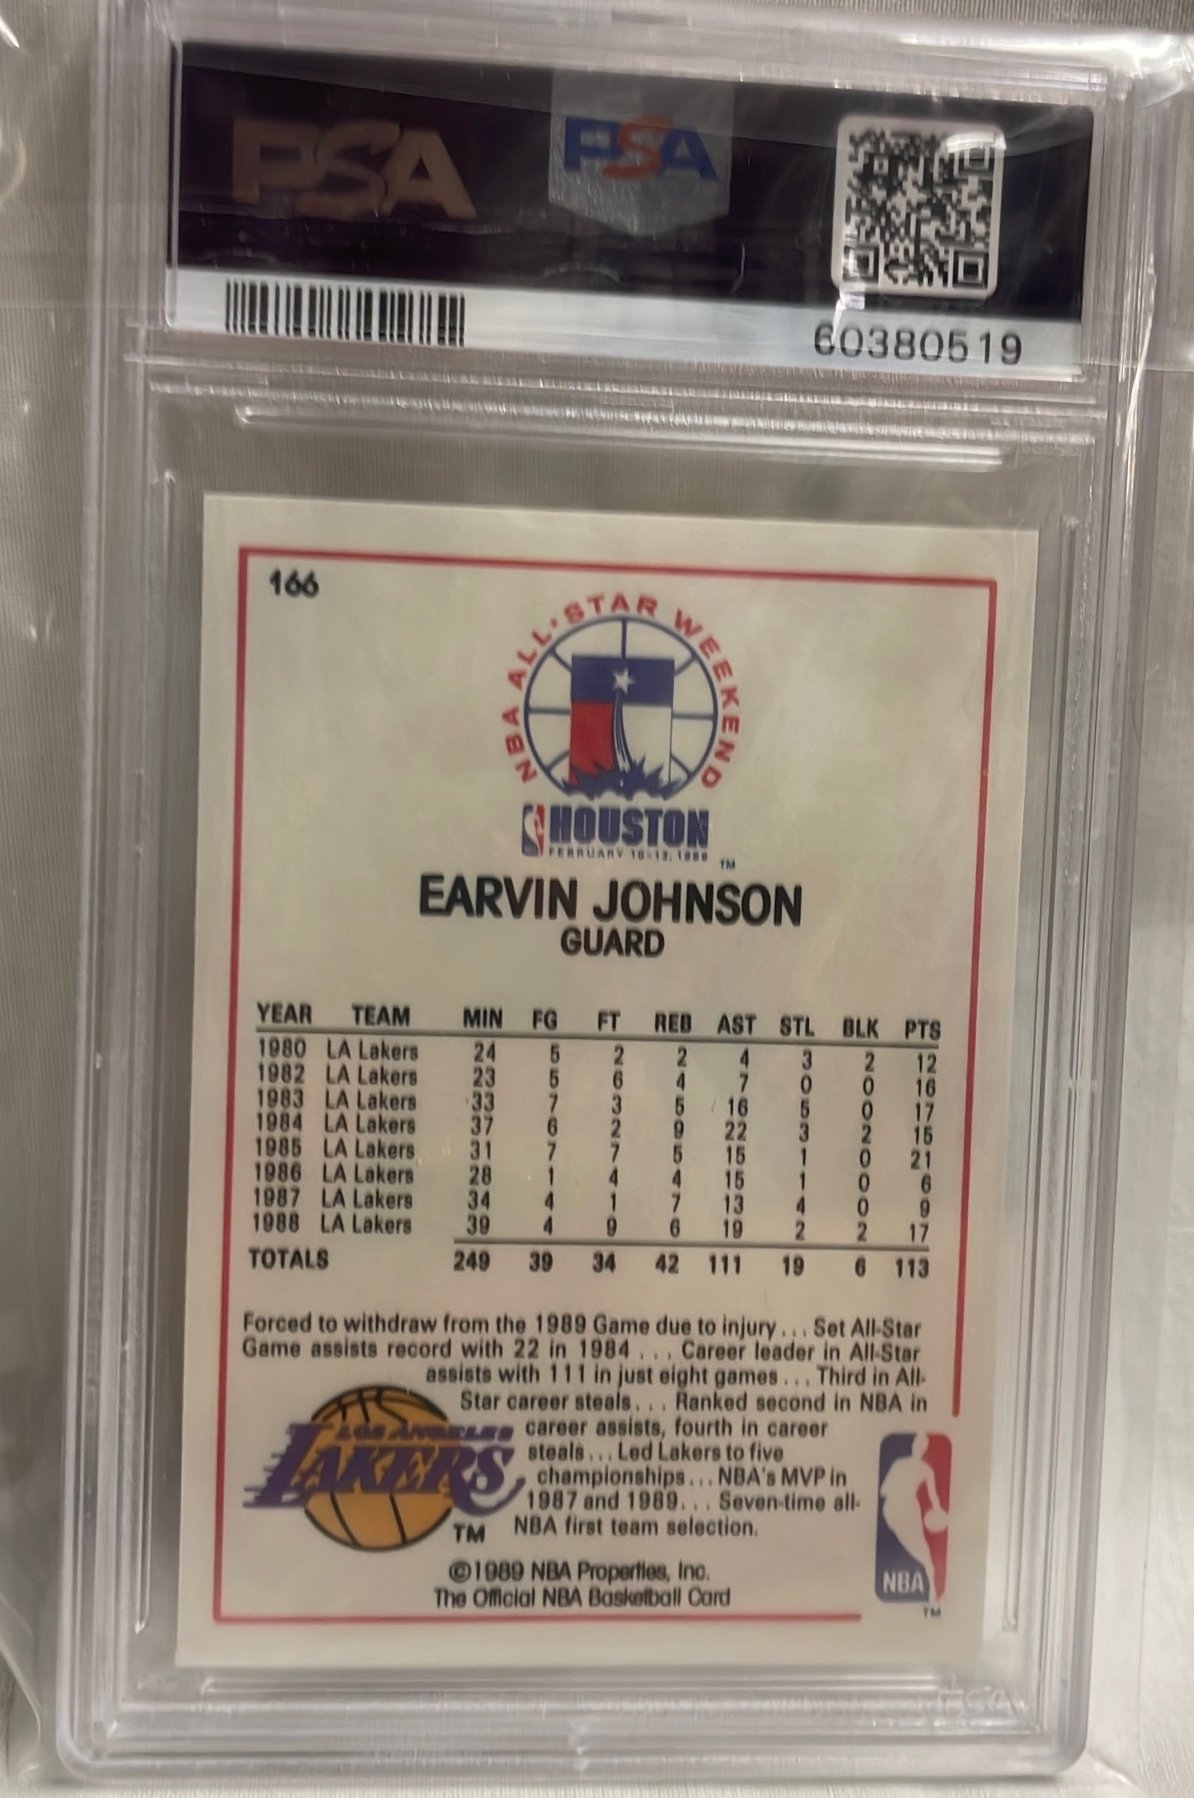 PSA PSA
60380519
166
NBA ALL-STAR WEEKEND
HOUSTON
FEBRUARY 10-12, 1989 TM
EARVIN JOHNSON
GUARD
YEAR TEAM MIN FG FT REB AST STL BLK PTS
1980 LA Lakers 24 5 2 2 4 3 2 12
1982 LA Lakers 23 5 6 4 7 0 0 16
1983 LA Lakers 33 7 3 5 16 5 0 17
1984 LA Lakers 37 6 2 9 22 3 2 15
1985 LA Lakers 31 7 7 5 15 1 0 21
1986 LA Lakers 28 1 4 4 15 1 0 6
1987 LA Lakers 34 4 1 7 13 4 0 9
1988 LA Lakers 39 4 9 6 19 2 2 17
TOTALS 249 39 34 42 111 19 6 113
Forced to withdraw from the 1989 Game due to injury . . . Set All-Star
Game assists record with 22 in 1984 . . . Career leader in All-Star
assists with 111 in just eight games . . . Third in All-
Star career steals . . . Ranked second in NBA in
career assists, fourth in career
steals . . . Led Lakers to five
championships . . . NBA's MVP in
1987 and 1989 . . . Seven-time all-
NBA first team selection.
LOS ANGELES
LAKERS
TM
©1989 NBA Properties, Inc.
The Official NBA Basketball Card
NBA
TM